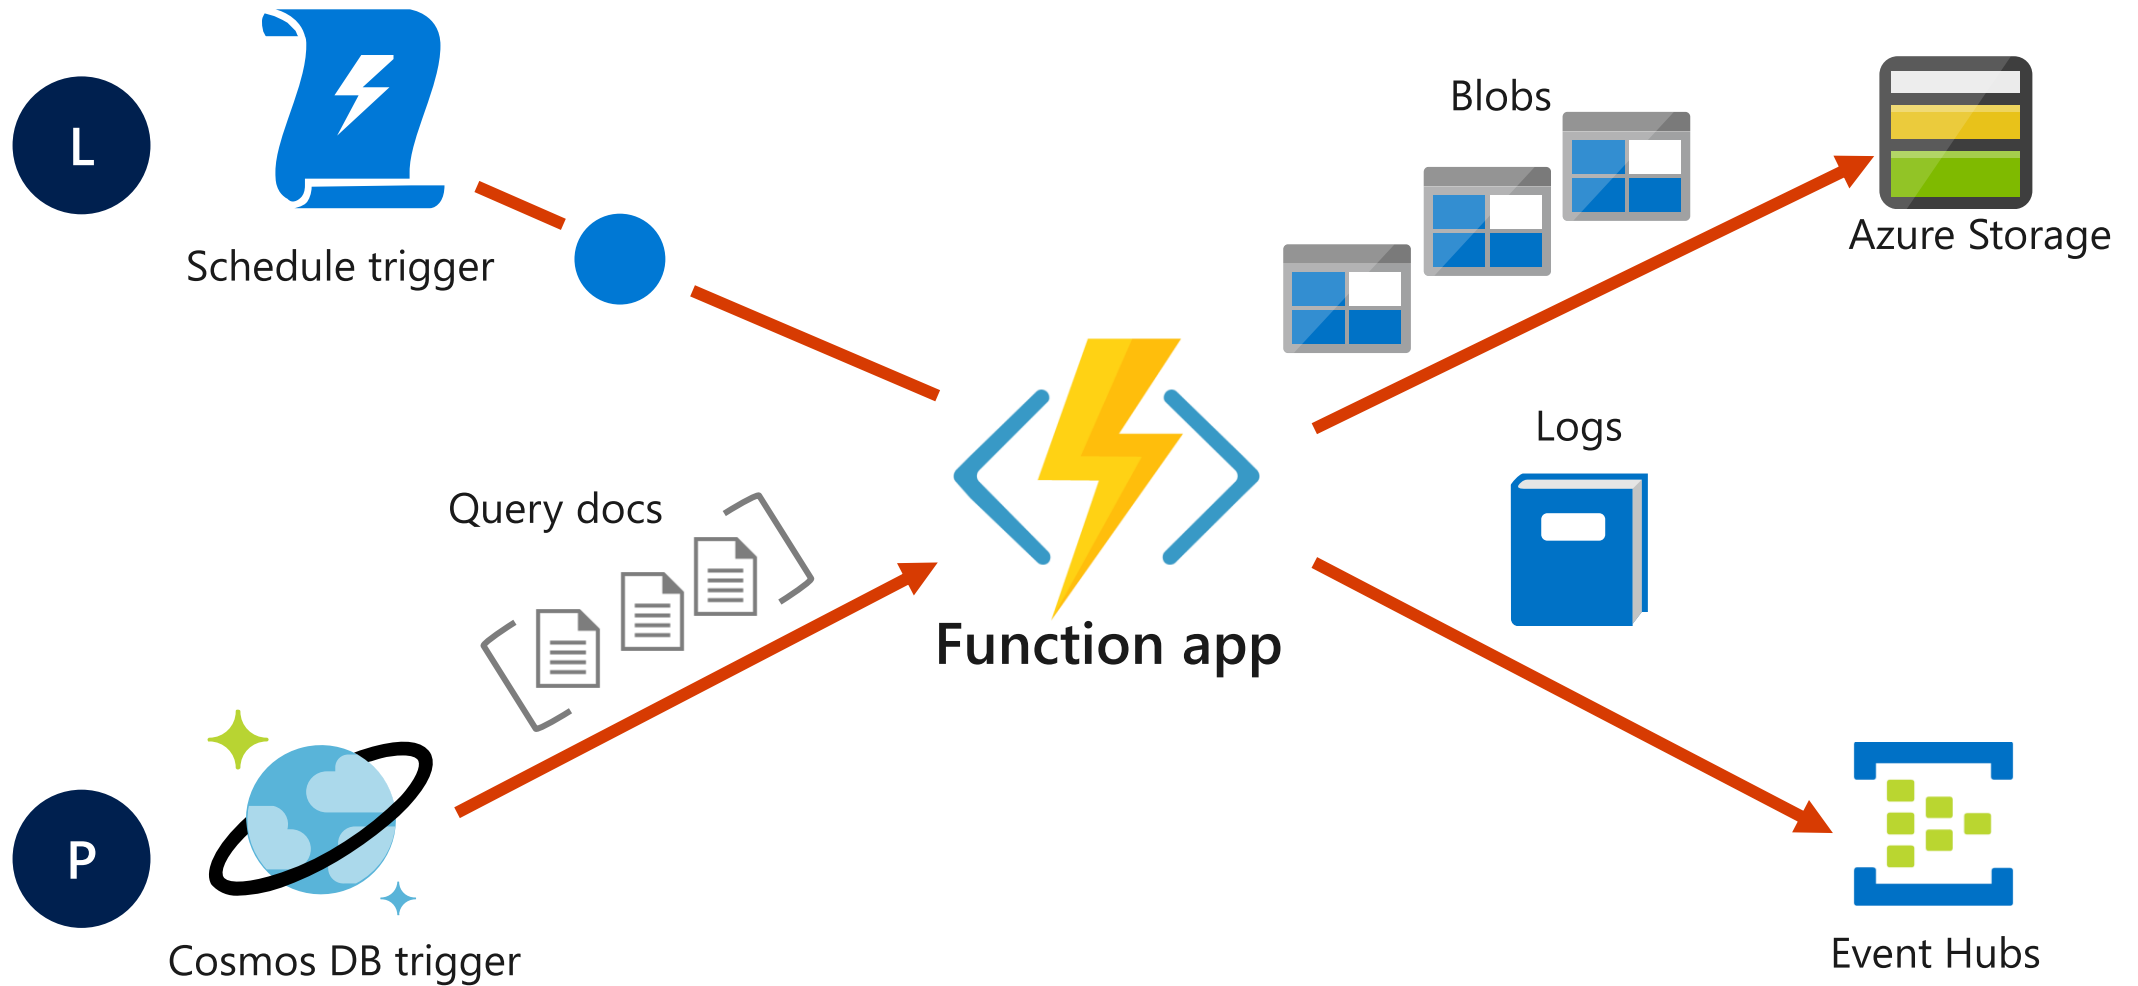 L
Schedule trigger
Blobs
Azure Storage
Logs
Query docs
Function app
P
Cosmos DB trigger
Event Hubs